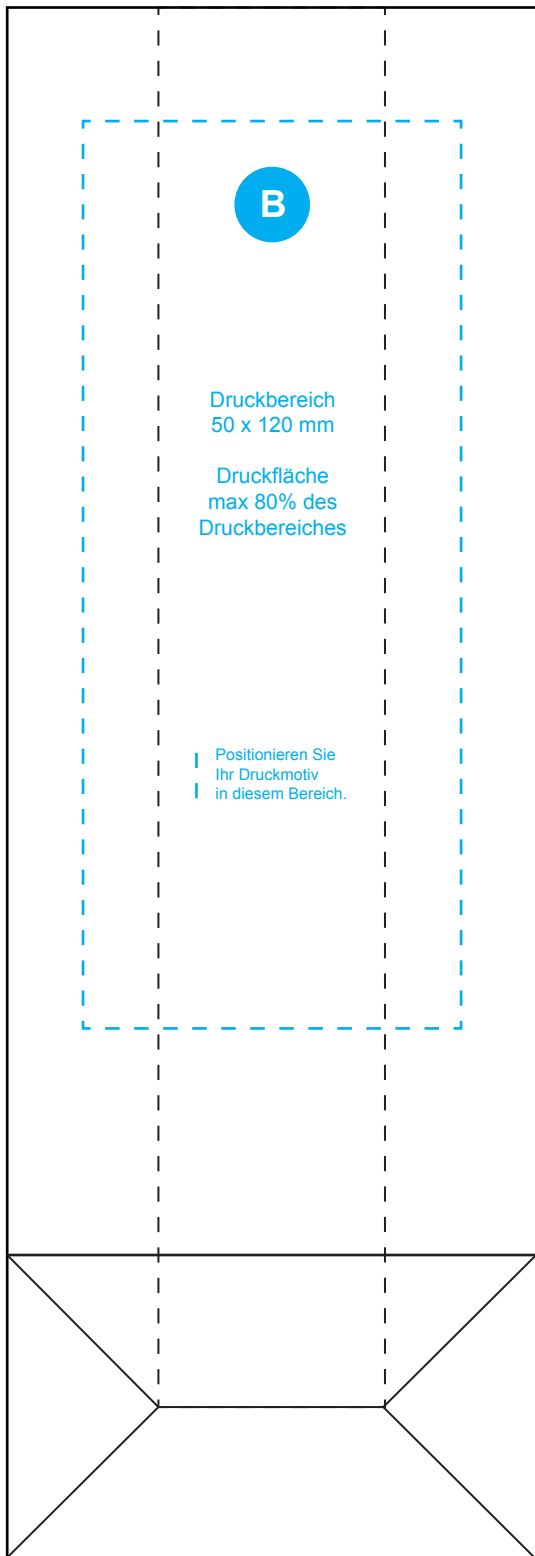 B
Druckbereich
50 x 120 mm
Druckfläche
max 80% des
Druckbereiches
Positionieren Sie
Ihr Druckmotiv
in diesem Bereich.